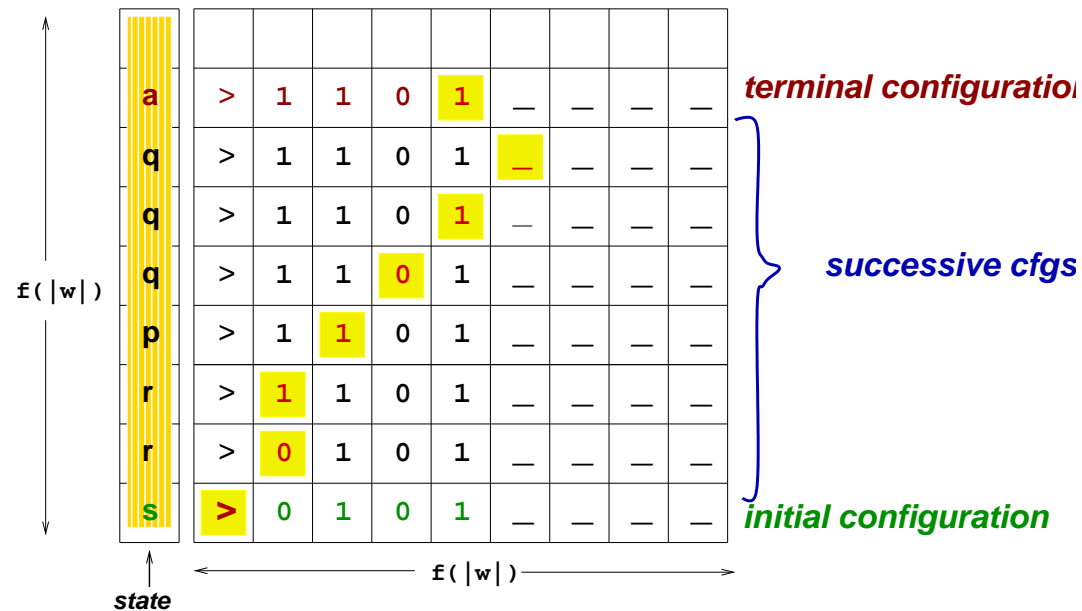 a > 1 1 0 1 _ _ _ _ terminal configuration
q > 1 1 0 1 _ _ _ _
q > 1 1 0 1 _ _ _ _
q > 1 1 0 1 _ _ _ _ successive cfgs
f(|w|)
p > 1 1 0 1 _ _ _ _
r > 1 1 0 1 _ _ _ _
r > 0 1 0 1 _ _ _ _
s > 0 1 0 1 _ _ _ _ initial configuration
f(|w|)
state